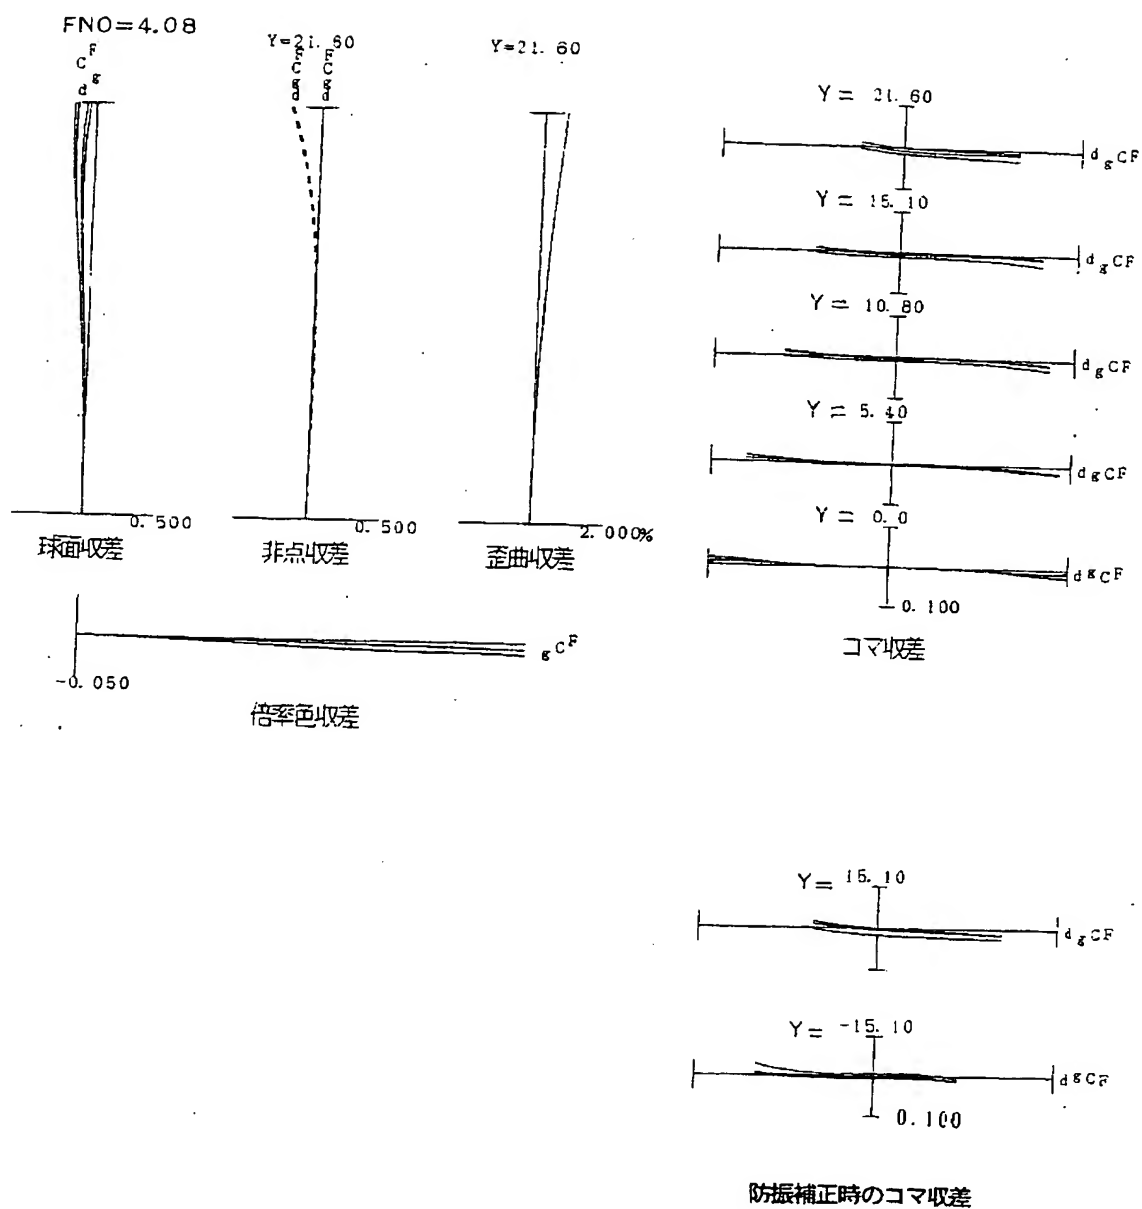 FNO=4.08
Y=21.60
Y=21.60
C F
d g
F
C
g
d
F
C
g
d
0.500
0.500
2.000%
球面収差
非点収差
歪曲収差
Y= 21.60
d g C F
Y= 15.10
d g C F
Y= 10.80
d g C F
Y= 5.40
d g C F
Y= 0.0
d g C F
0.100
コマ収差
g C F
-0.050
倍率色収差
Y= 15.10
d g C F
Y= -15.10
d g C F
0.100
防振補正時のコマ収差